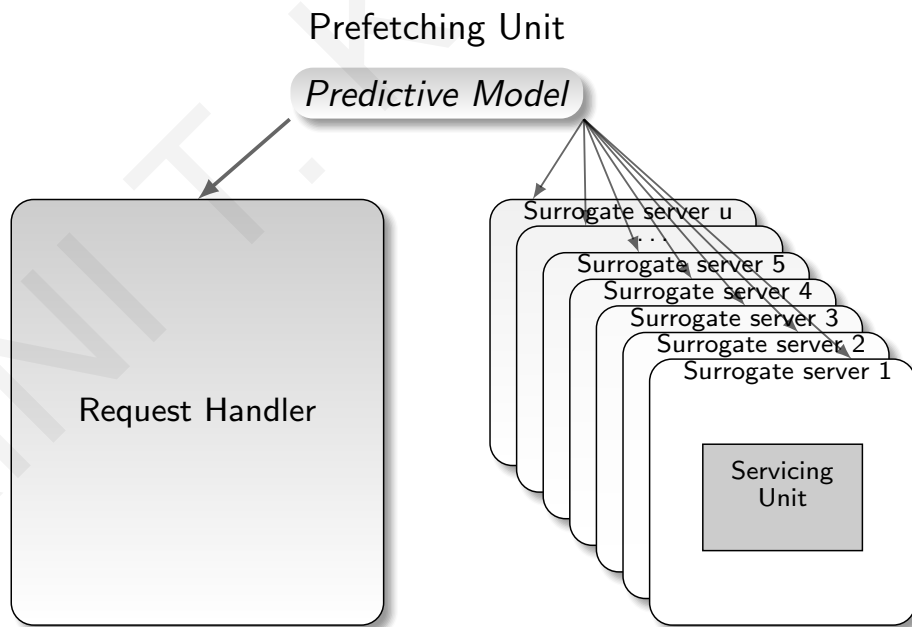 Prefetching Unit
Predictive Model
Surrogate server u
. . .
Surrogate server 5
Surrogate server 4
Surrogate server 3
Surrogate server 2
Surrogate server 1
Request Handler
Servicing
Unit